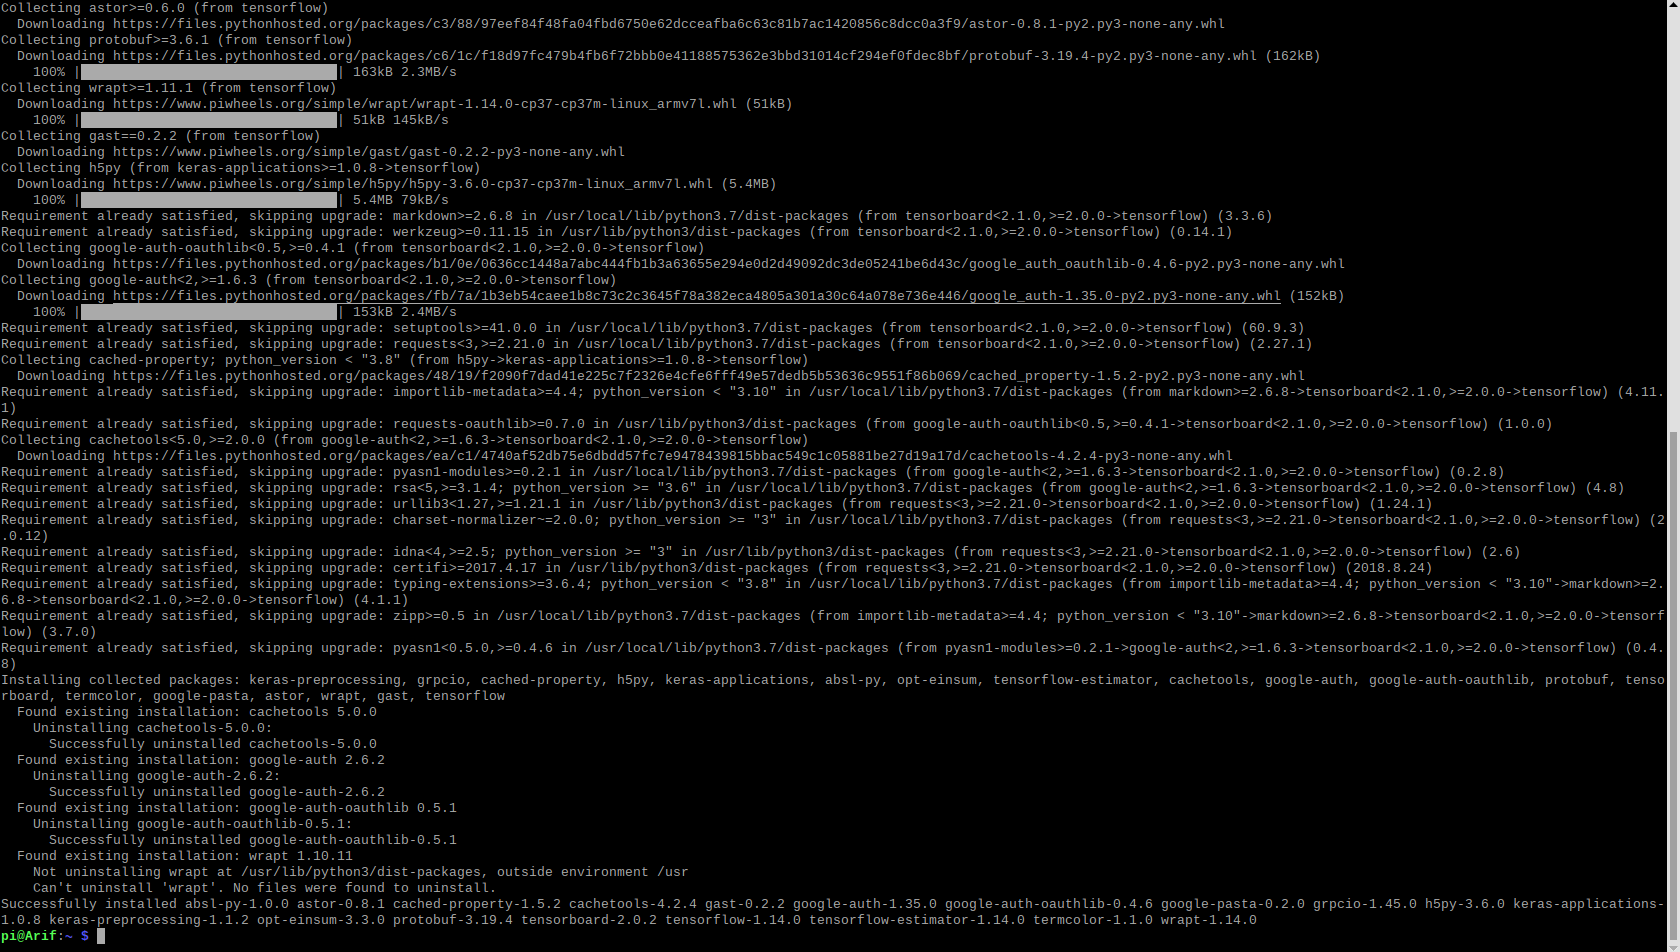 Collecting astor>=0.6.0 (from tensorflow)
  Downloading https://files.pythonhosted.org/packages/c3/88/97eef84f48fa04fbd6750e62dcceafba6c63c81b7ac1420856c8dcc0a3f9/astor-0.8.1-py2.py3-none-any.whl
Collecting protobuf>=3.6.1 (from tensorflow)
  Downloading https://files.pythonhosted.org/packages/c6/1c/f18d97fc479b4fb6f72bbb0e41188575362e3bbd31014cf294ef0fdec8bf/protobuf-3.19.4-py2.py3-none-any.whl (162kB)
    100% |████████████████████████████████| 163kB 2.3MB/s
Collecting wrapt>=1.11.1 (from tensorflow)
  Downloading https://www.piwheels.org/simple/wrapt/wrapt-1.14.0-cp37-cp37m-linux_armv7l.whl (51kB)
    100% |████████████████████████████████| 51kB 145kB/s
Collecting gast==0.2.2 (from tensorflow)
  Downloading https://www.piwheels.org/simple/gast/gast-0.2.2-py3-none-any.whl
Collecting h5py (from keras-applications>=1.0.8->tensorflow)
  Downloading https://www.piwheels.org/simple/h5py/h5py-3.6.0-cp37-cp37m-linux_armv7l.whl (5.4MB)
    100% |████████████████████████████████| 5.4MB 79kB/s
Requirement already satisfied, skipping upgrade: markdown>=2.6.8 in /usr/local/lib/python3.7/dist-packages (from tensorboard<2.1.0,>=2.0.0->tensorflow) (3.3.6)
Requirement already satisfied, skipping upgrade: werkzeug>=0.11.15 in /usr/lib/python3/dist-packages (from tensorboard<2.1.0,>=2.0.0->tensorflow) (0.14.1)
Collecting google-auth-oauthlib<0.5,>=0.4.1 (from tensorboard<2.1.0,>=2.0.0->tensorflow)
  Downloading https://files.pythonhosted.org/packages/b1/0e/0636cc1448a7abc444fb1b3a63655e294e0d2d49092dc3de05241be6d43c/google_auth_oauthlib-0.4.6-py2.py3-none-any.whl
Collecting google-auth<2,>=1.6.3 (from tensorboard<2.1.0,>=2.0.0->tensorflow)
  Downloading https://files.pythonhosted.org/packages/fb/7a/1b3eb54caee1b8c73c2c3645f78a382eca4805a301a30c64a078e736e446/google_auth-1.35.0-py2.py3-none-any.whl (152kB)
    100% |████████████████████████████████| 153kB 2.4MB/s
Requirement already satisfied, skipping upgrade: setuptools>=41.0.0 in /usr/local/lib/python3.7/dist-packages (from tensorboard<2.1.0,>=2.0.0->tensorflow) (60.9.3)
Requirement already satisfied, skipping upgrade: requests<3,>=2.21.0 in /usr/local/lib/python3.7/dist-packages (from tensorboard<2.1.0,>=2.0.0->tensorflow) (2.27.1)
Collecting cached-property; python_version < "3.8" (from h5py->keras-applications>=1.0.8->tensorflow)
  Downloading https://files.pythonhosted.org/packages/48/19/f2090f7dad41e225c7f2326e4cfe6fff49e57dedb5b53636c9551f86b069/cached_property-1.5.2-py2.py3-none-any.whl
Requirement already satisfied, skipping upgrade: importlib-metadata>=4.4; python_version < "3.10" in /usr/local/lib/python3.7/dist-packages (from markdown>=2.6.8->tensorboard<2.1.0,>=2.0.0->tensorflow) (4.11.
1)
Requirement already satisfied, skipping upgrade: requests-oauthlib>=0.7.0 in /usr/lib/python3/dist-packages (from google-auth-oauthlib<0.5,>=0.4.1->tensorboard<2.1.0,>=2.0.0->tensorflow) (1.0.0)
Collecting cachetools<5.0,>=2.0.0 (from google-auth<2,>=1.6.3->tensorboard<2.1.0,>=2.0.0->tensorflow)
  Downloading https://files.pythonhosted.org/packages/ea/c1/4740af52db75e6dbdd57fc7e9478439815bbac549c1c05881be27d19a17d/cachetools-4.2.4-py3-none-any.whl
Requirement already satisfied, skipping upgrade: pyasn1-modules>=0.2.1 in /usr/local/lib/python3.7/dist-packages (from google-auth<2,>=1.6.3->tensorboard<2.1.0,>=2.0.0->tensorflow) (0.2.8)
Requirement already satisfied, skipping upgrade: rsa<5,>=3.1.4; python_version >= "3.6" in /usr/local/lib/python3.7/dist-packages (from google-auth<2,>=1.6.3->tensorboard<2.1.0,>=2.0.0->tensorflow) (4.8)
Requirement already satisfied, skipping upgrade: urllib3<1.27,>=1.21.1 in /usr/lib/python3/dist-packages (from requests<3,>=2.21.0->tensorboard<2.1.0,>=2.0.0->tensorflow) (1.24.1)
Requirement already satisfied, skipping upgrade: charset-normalizer~=2.0.0; python_version >= "3" in /usr/local/lib/python3.7/dist-packages (from requests<3,>=2.21.0->tensorboard<2.1.0,>=2.0.0->tensorflow) (2
.0.12)
Requirement already satisfied, skipping upgrade: idna<4,>=2.5; python_version >= "3" in /usr/lib/python3/dist-packages (from requests<3,>=2.21.0->tensorboard<2.1.0,>=2.0.0->tensorflow) (2.6)
Requirement already satisfied, skipping upgrade: certifi>=2017.4.17 in /usr/lib/python3/dist-packages (from requests<3,>=2.21.0->tensorboard<2.1.0,>=2.0.0->tensorflow) (2018.8.24)
Requirement already satisfied, skipping upgrade: typing-extensions>=3.6.4; python_version < "3.8" in /usr/local/lib/python3.7/dist-packages (from importlib-metadata>=4.4; python_version < "3.10"->markdown>=2.
6.8->tensorboard<2.1.0,>=2.0.0->tensorflow) (4.1.1)
Requirement already satisfied, skipping upgrade: zipp>=0.5 in /usr/local/lib/python3.7/dist-packages (from importlib-metadata>=4.4; python_version < "3.10"->markdown>=2.6.8->tensorboard<2.1.0,>=2.0.0->tensorf
low) (3.7.0)
Requirement already satisfied, skipping upgrade: pyasn1<0.5.0,>=0.4.6 in /usr/local/lib/python3.7/dist-packages (from pyasn1-modules>=0.2.1->google-auth<2,>=1.6.3->tensorboard<2.1.0,>=2.0.0->tensorflow) (0.4.
8)
Installing collected packages: keras-preprocessing, grpcio, cached-property, h5py, keras-applications, absl-py, opt-einsum, tensorflow-estimator, cachetools, google-auth, google-auth-oauthlib, protobuf, tenso
rboard, termcolor, google-pasta, astor, wrapt, gast, tensorflow
  Found existing installation: cachetools 5.0.0
    Uninstalling cachetools-5.0.0:
      Successfully uninstalled cachetools-5.0.0
  Found existing installation: google-auth 2.6.2
    Uninstalling google-auth-2.6.2:
      Successfully uninstalled google-auth-2.6.2
  Found existing installation: google-auth-oauthlib 0.5.1
    Uninstalling google-auth-oauthlib-0.5.1:
      Successfully uninstalled google-auth-oauthlib-0.5.1
  Found existing installation: wrapt 1.10.11
    Not uninstalling wrapt at /usr/lib/python3/dist-packages, outside environment /usr
    Can't uninstall 'wrapt'. No files were found to uninstall.
Successfully installed absl-py-1.0.0 astor-0.8.1 cached-property-1.5.2 cachetools-4.2.4 gast-0.2.2 google-auth-1.35.0 google-auth-oauthlib-0.4.6 google-pasta-0.2.0 grpcio-1.45.0 h5py-3.6.0 keras-applications-
1.0.8 keras-preprocessing-1.1.2 opt-einsum-3.3.0 protobuf-3.19.4 tensorboard-2.0.2 tensorflow-1.14.0 tensorflow-estimator-1.14.0 termcolor-1.1.0 wrapt-1.14.0
pi@Arif:~ $